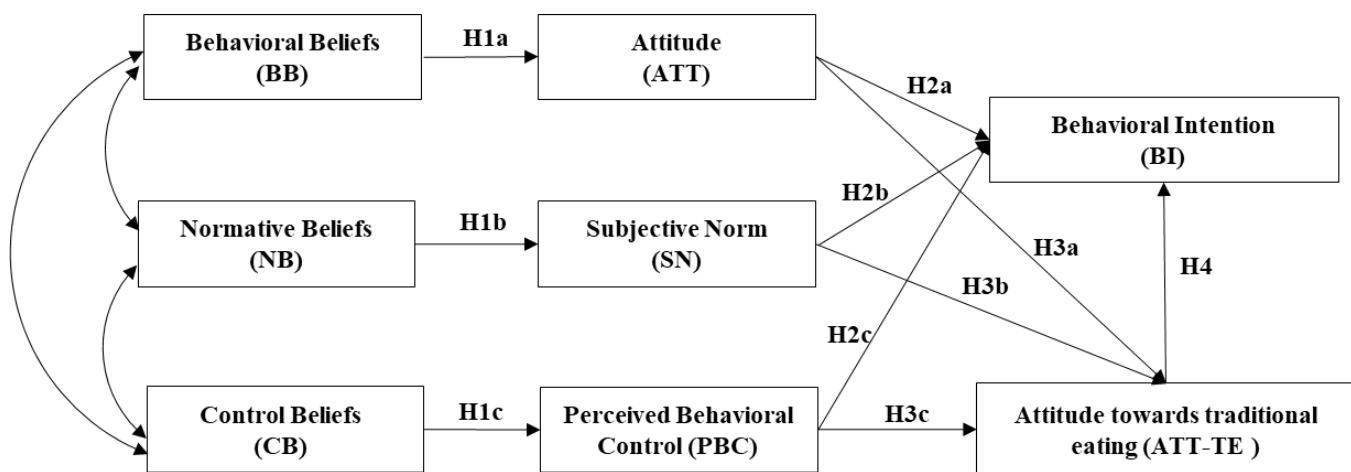 Behavioral Beliefs
(BB)
H1a
Attitude
(ATT)
H2a
Behavioral Intention
(BI)
Normative Beliefs
(NB)
H1b
Subjective Norm
(SN)
H2b
H3a
H3b
H4
H2c
Control Beliefs
(CB)
H1c
Perceived Behavioral
Control (PBC)
H3c
Attitude towards traditional
eating (ATT-TE )